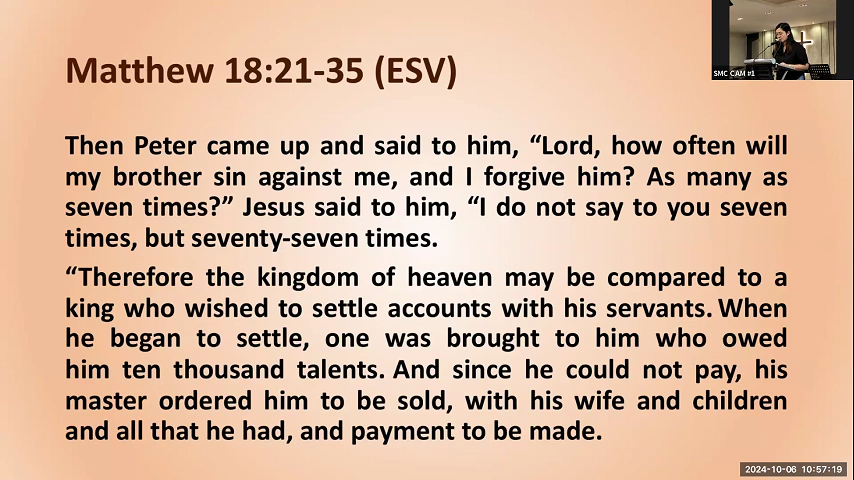 SMC CAM #1
Matthew 18:21-35 (ESV)
Then Peter came up and said to him, “Lord, how often will
my brother sin against me, and I forgive him? As many as
seven times?” Jesus said to him, “I do not say to you seven
times, but seventy-seven times.
“Therefore the kingdom of heaven may be compared to a
king who wished to settle accounts with his servants. When
he began to settle, one was brought to him who owed
him ten thousand talents. And since he could not pay, his
master ordered him to be sold, with his wife and children
and all that he had, and payment to be made.
2024-10-06 10:57:19